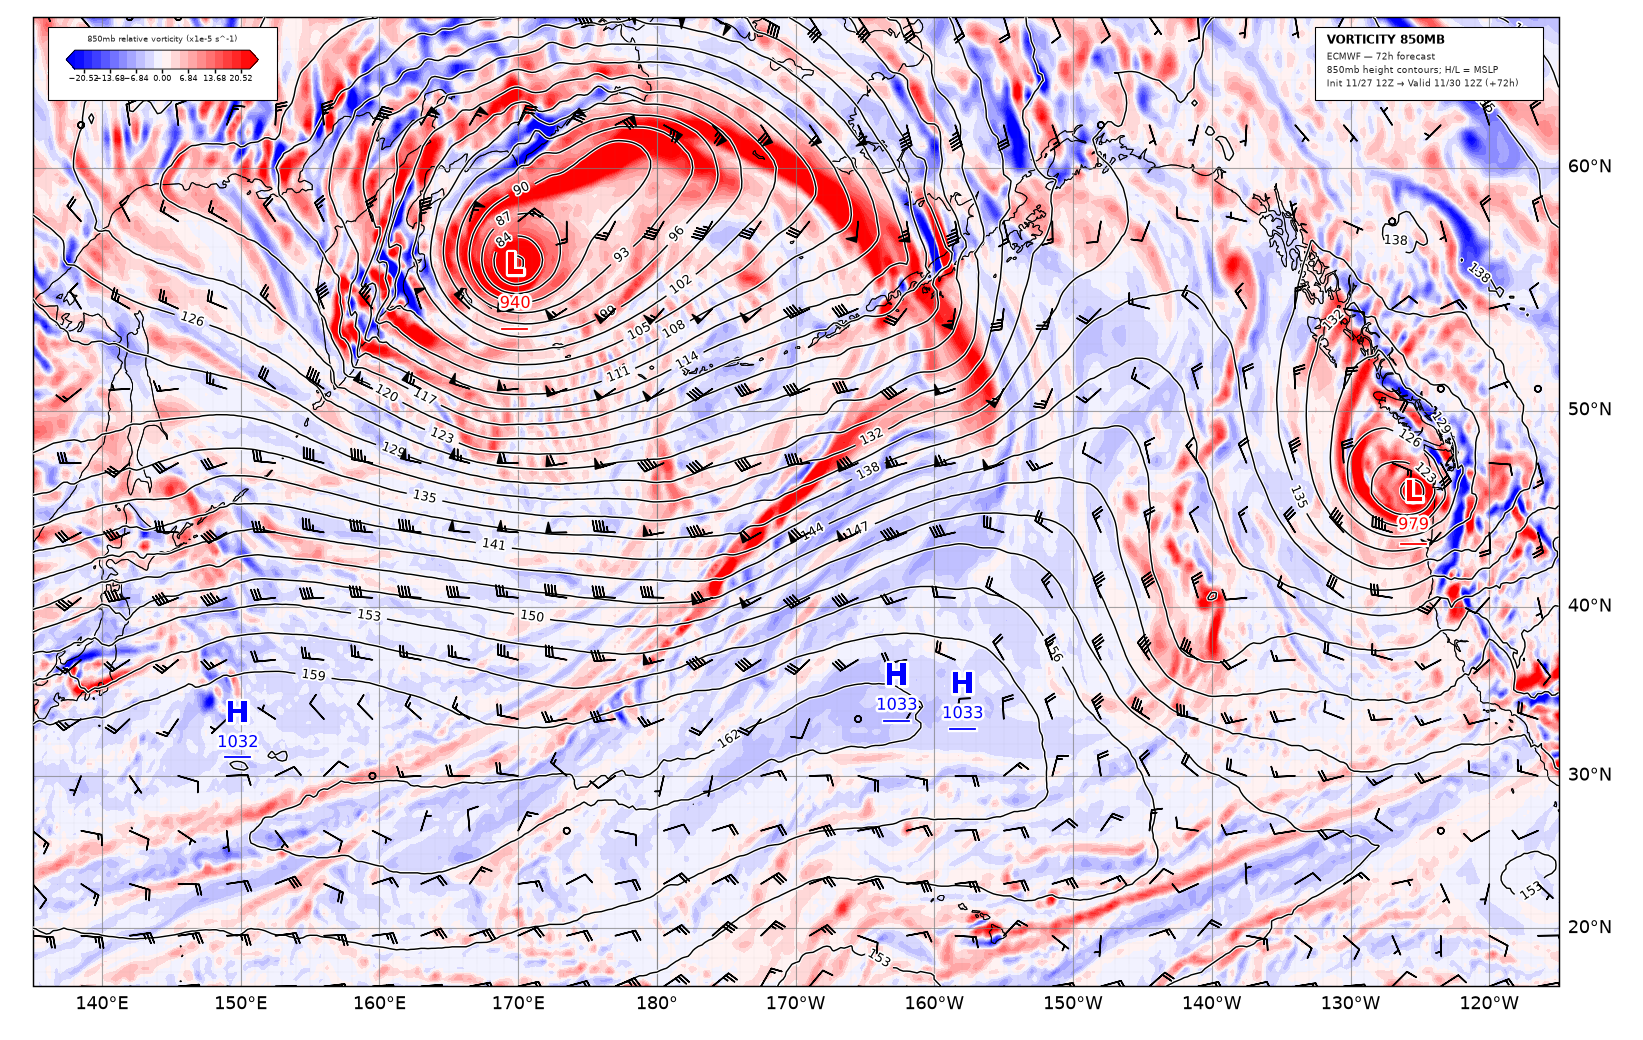 850mb relative vorticity (x1e-5 s^-1)
−20.52 −13.68 −6.84 0.00 6.84 13.68 20.52
VORTICITY 850MB
ECMWF — 72h forecast
850mb height contours; H/L = MSLP
Init 11/27 12Z → Valid 11/30 12Z (+72h)
60°N
90
87
84
93
96
138
138
L
940
99
102
105
108
126
132
111
114
120
117
50°N
123
129
132
126
129
138
123
135
135
L
979
141
144
147
153
150
40°N
156
159
H
1033
H
1033
H
1032
162
30°N
153
20°N
153
140°E 150°E 160°E 170°E 180° 170°W 160°W 150°W 140°W 130°W 120°W